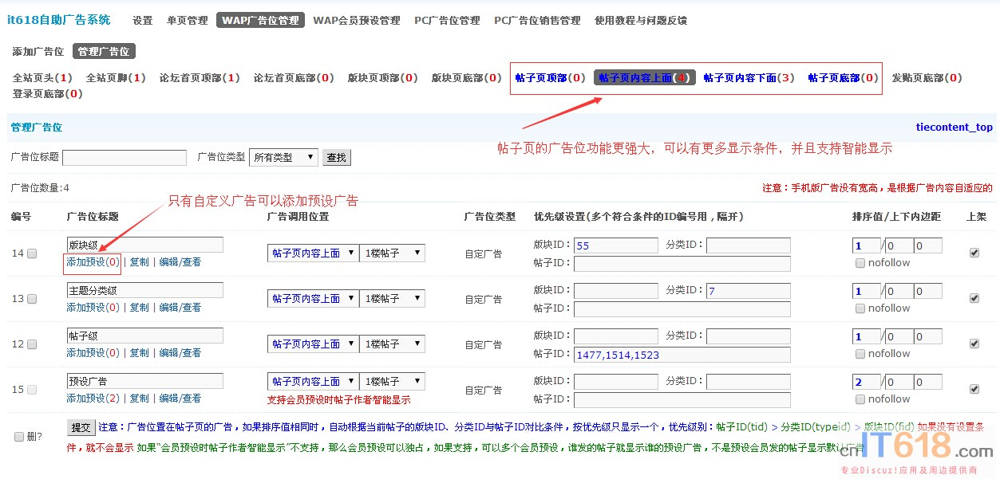 it618自助广告系统 设置 单页管理 WAP广告位管理 WAP会员预设管理 PC广告位管理 PC广告位销售管理 使用教程与问题反馈
添加广告位 管理广告位
全站页头(1) 全站页脚(1) 论坛首页顶部(1) 论坛首页底部(0) 版块页顶部(0) 版块页底部(0) 帖子页顶部(0) 帖子页内容上面(4) 帖子页内容下面(3) 帖子页底部(0) 发贴页底部(0)
登录页底部(0)
管理广告位 tiecontent_top
帖子页的广告位功能更强大，可以有更多显示条件，并且支持智能显示
广告位标题 广告位类型 所有类型 查找
广告位数量:4 注意：手机版广告没有宽高，是根据广告内容自适应的
只有自定义广告可以添加预设广告
编号 广告位标题 广告调用位置 广告位类型 优先级设置(多个符合条件的ID编号用，隔开) 排序值/上下内边距 上架
14 版块级 帖子页内容上面 1楼帖子 自定广告 版块ID： 55 分类ID： 1 /0 0
添加预设(0) | 复制 | 编辑/查看 帖子ID： nofollow
13 主题分类级 帖子页内容上面 1楼帖子 自定广告 版块ID： 分类ID： 7 1 /0 0
添加预设(0) | 复制 | 编辑/查看 帖子ID： nofollow
12 帖子级 帖子页内容上面 1楼帖子 自定广告 版块ID： 分类ID： 1 /0 0
添加预设(0) | 复制 | 编辑/查看 帖子ID： 1477,1514,1523 nofollow
15 预设广告 帖子页内容上面 1楼帖子 自定广告 版块ID： 分类ID： 2 /0 0
添加预设(2) | 复制 | 编辑/查看 支持会员预设时帖子作者智能显示 帖子ID： nofollow
删? 提交 注意：广告位置在帖子页的广告，如果排序值相同时，自动根据当前帖子的版块ID、分类ID与帖子ID对比条件，按优先级只显示一个，优先级别：帖子ID(tid) > 分类ID(typeid) > 版块ID(fid) 如果没有设置条
件，就不会显示 如果“会员预设时帖子作者智能显示”不支持，那么会员预设可以独占，如果支持，可以多个会员预设，谁发的帖子就显示谁的预设广告，不是预设会员发的帖子显示默认广告
cnIT618.com
专业Discuz!应用及周边提供商